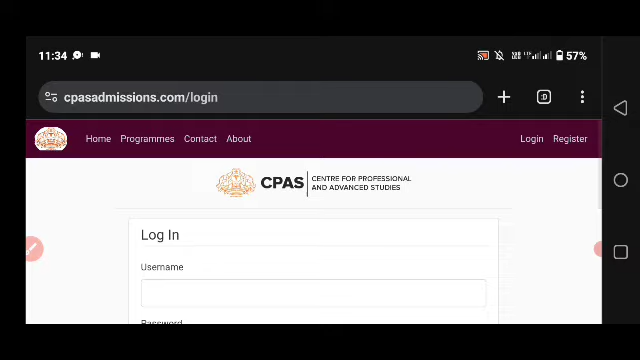 11:34
57%
cpasadmissions.com/login
:D
Home Programmes Contact About Login Register
CPAS CENTRE FOR PROFESSIONAL
AND ADVANCED STUDIES
Log In
Username
Password